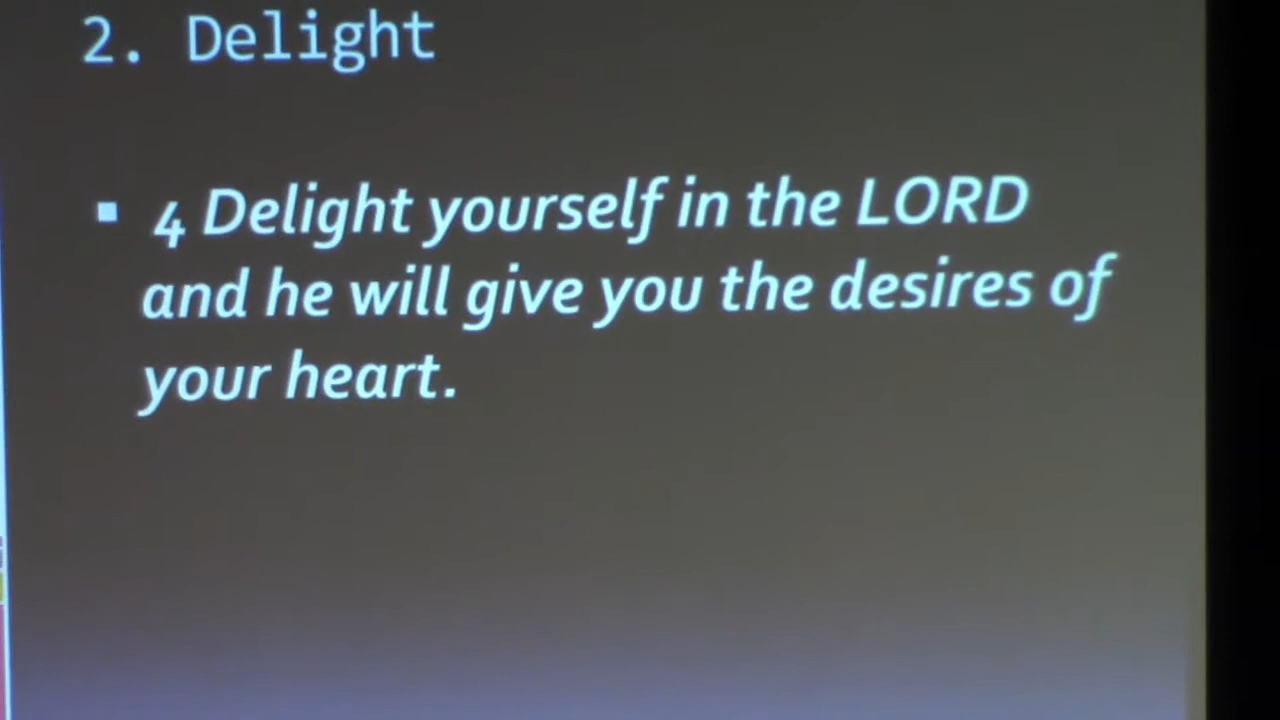 2. Delight
▪ 4 Delight yourself in the LORD
and he will give you the desires of
your heart.